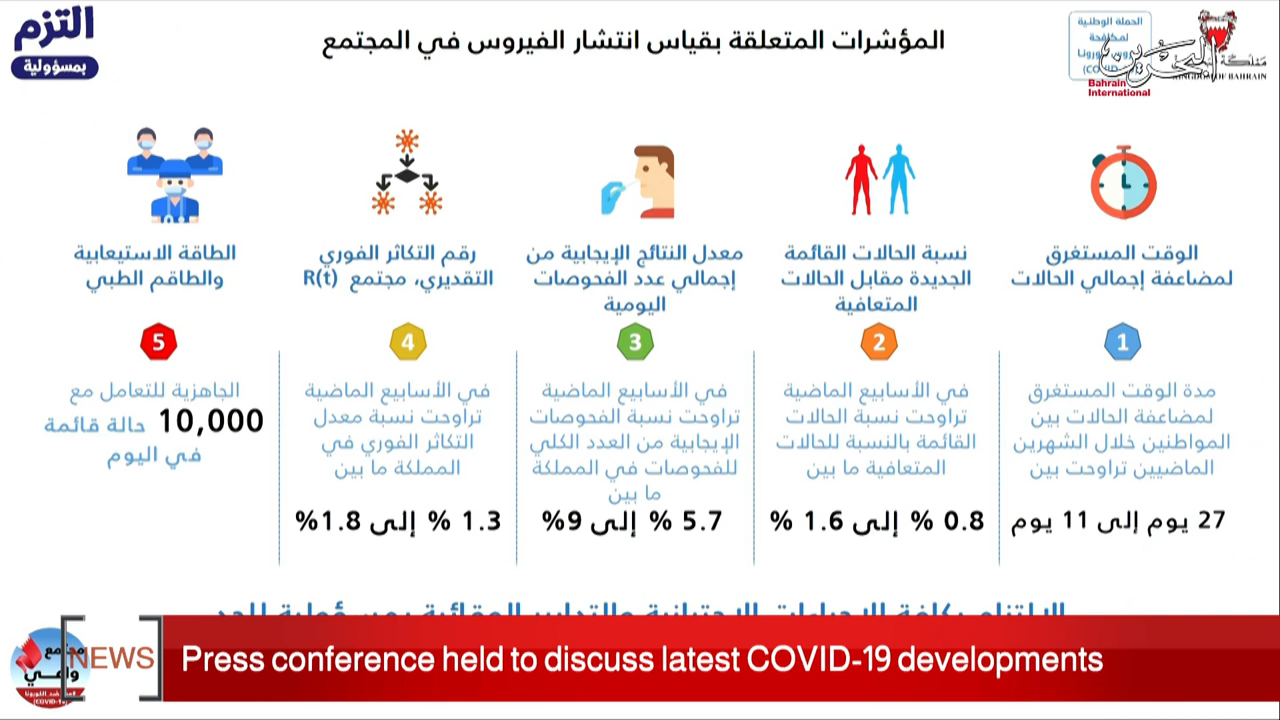 التزم
بمسؤولية
المؤشرات المتعلقة بقياس انتشار الفيروس في المجتمع
الحملة الوطنية
لمكافحة
Bahrain
International
البحرين
KINGDOM OF BAHRAIN
الوقت المستغرق
لمضاعفة إجمالي الحالات
1
مدة الوقت المستغرق
لمضاعفة الحالات بين
المواطنين خلال الشهرين
الماضيين تراوحت بين
27 يوم إلى 11 يوم
نسبة الحالات القائمة
الجديدة مقابل الحالات
المتعافية
2
في الأسابيع الماضية
تراوحت نسبة الحالات
القائمة بالنسبة للحالات
المتعافية ما بين
0.8 % إلى 1.6 %
معدل النتائج الإيجابية من
إجمالي عدد الفحوصات
اليومية
3
في الأسابيع الماضية
تراوحت نسبة الفحوصات
الإيجابية من العدد الكلي
للفحوصات في المملكة
ما بين
5.7 % إلى 9%
رقم التكاثر الفوري
التقديري، مجتمع R(t)
4
في الأسابيع الماضية
تراوحت نسبة معدل
التكاثر الفوري في
المملكة ما بين
1.3 % إلى 1.8%
الطاقة الاستيعابية
والطاقم الطبي
5
الجاهزية للتعامل مع
10,000 حالة قائمة
في اليوم
NEWS
Press conference held to discuss latest COVID-19 developments